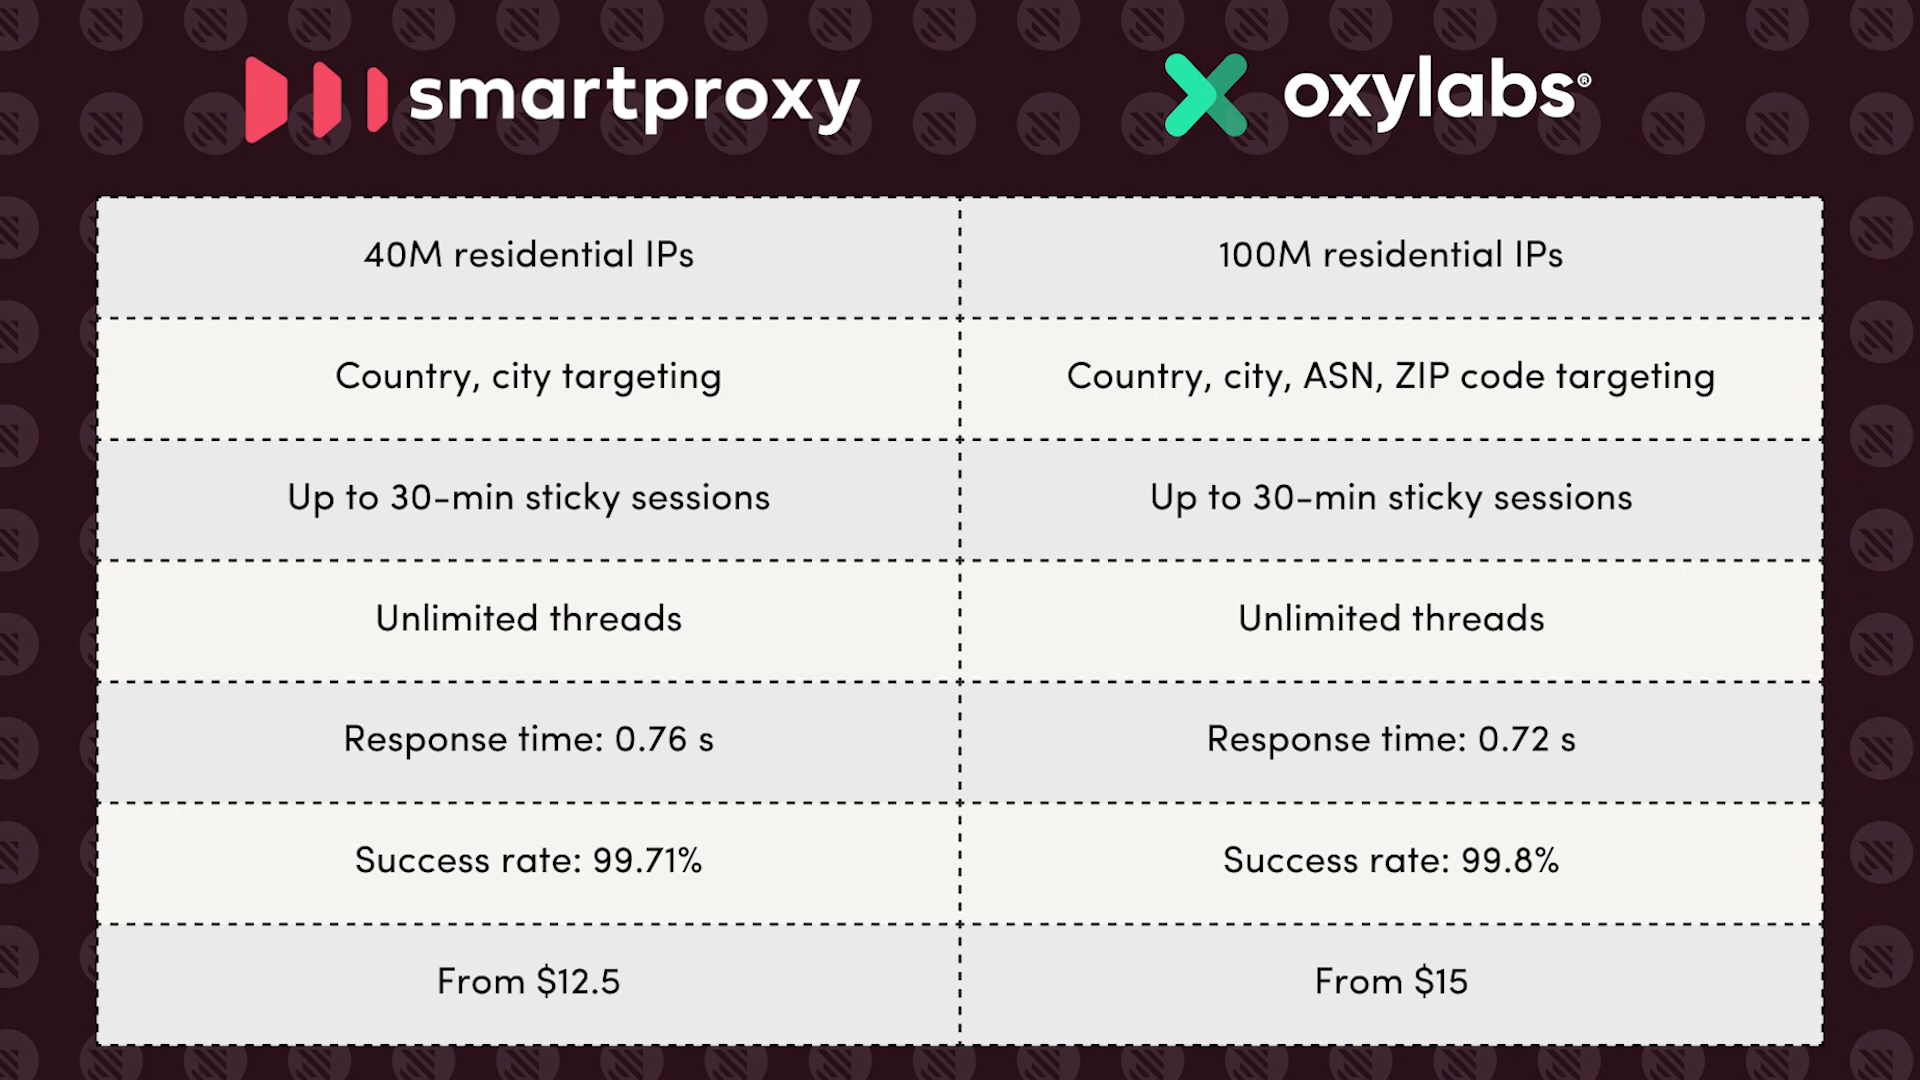 smartproxy
oxylabs®
40M residential IPs
100M residential IPs
Country, city targeting
Country, city, ASN, ZIP code targeting
Up to 30-min sticky sessions
Up to 30-min sticky sessions
Unlimited threads
Unlimited threads
Response time: 0.76 s
Response time: 0.72 s
Success rate: 99.71%
Success rate: 99.8%
From $12.5
From $15